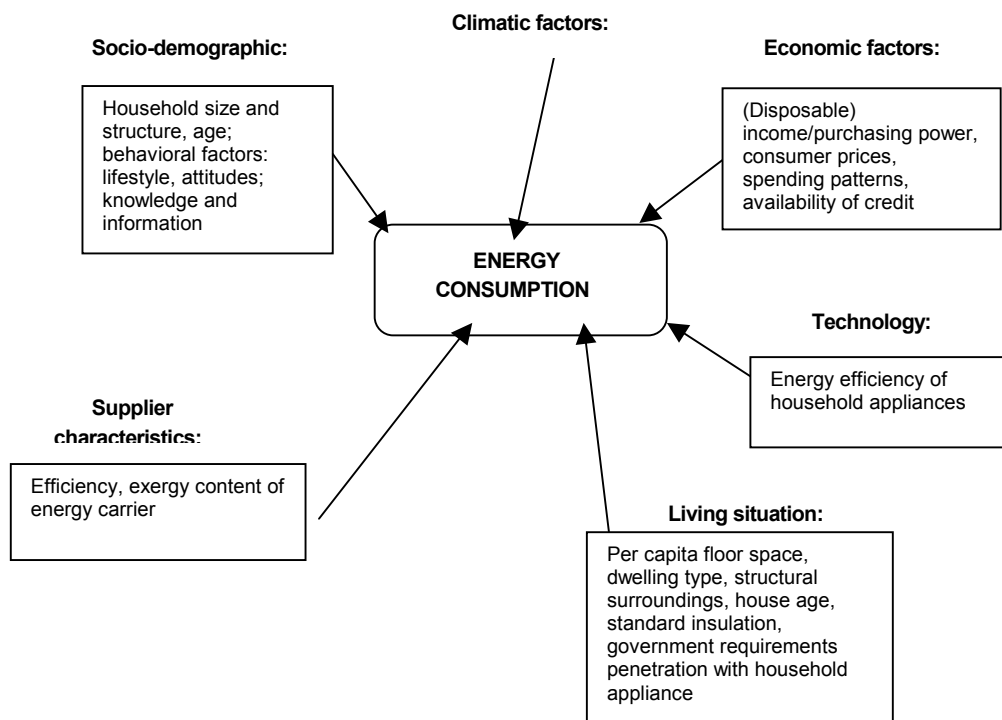 Climatic factors:
Socio-demographic:
Household size and
structure, age;
behavioral factors:
lifestyle, attitudes;
knowledge and
information
Economic factors:
(Disposable)
income/purchasing power,
consumer prices,
spending patterns,
availability of credit
ENERGY
CONSUMPTION
Technology:
Energy efficiency of
household appliances
Supplier
characteristics:
Efficiency, exergy content of
energy carrier
Living situation:
Per capita floor space,
dwelling type, structural
surroundings, house age,
standard insulation,
government requirements
penetration with household
appliance